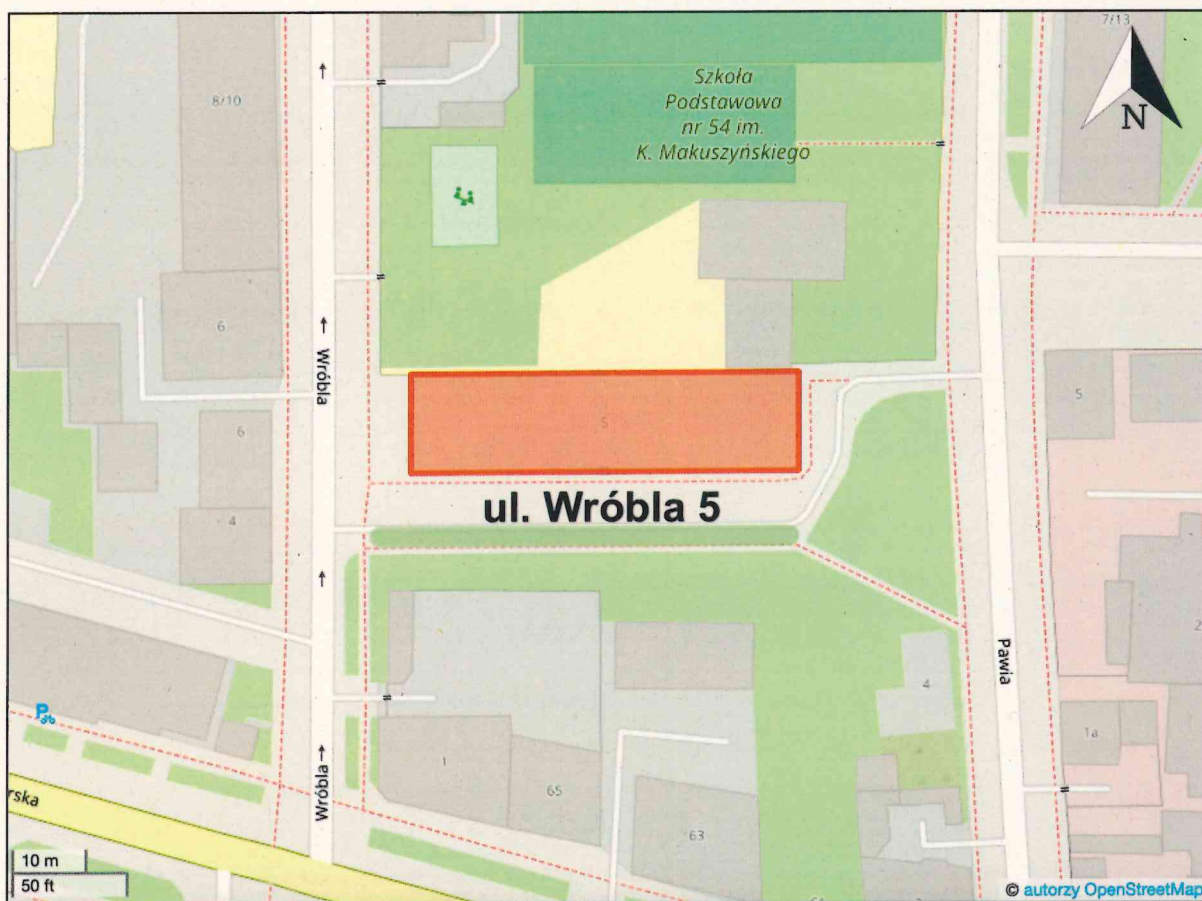 7/13
8/10
Szkoła
Podstawowa
nr 54 im.
K. Makuszyńskiego
N
6
Wróbla
5
5
6
ul. Wróbla 5
4
Pawia
2
4
1a
P
Wróbla
1
65
rska
63
10 m
50 ft
© autorzy OpenStreetMap